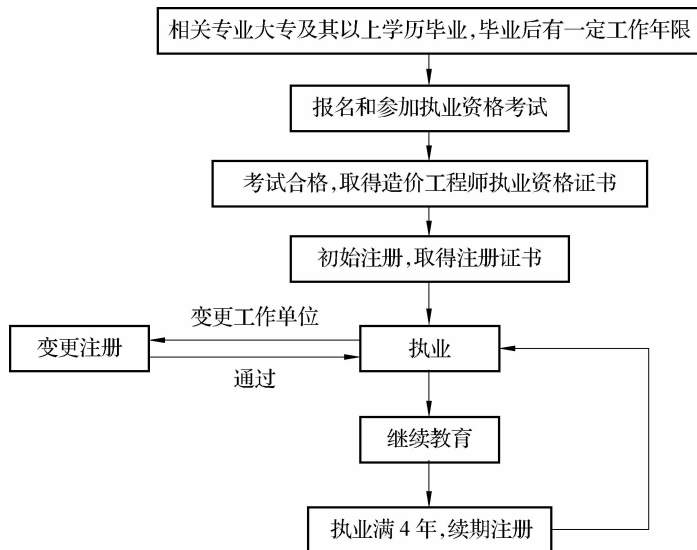 相关专业大专及其以上学历毕业,毕业后有一定工作年限
报名和参加执业资格考试
考试合格,取得造价工程师执业资格证书
初始注册,取得注册证书
变更工作单位
变更注册
执业
通过
继续教育
执业满4年,续期注册